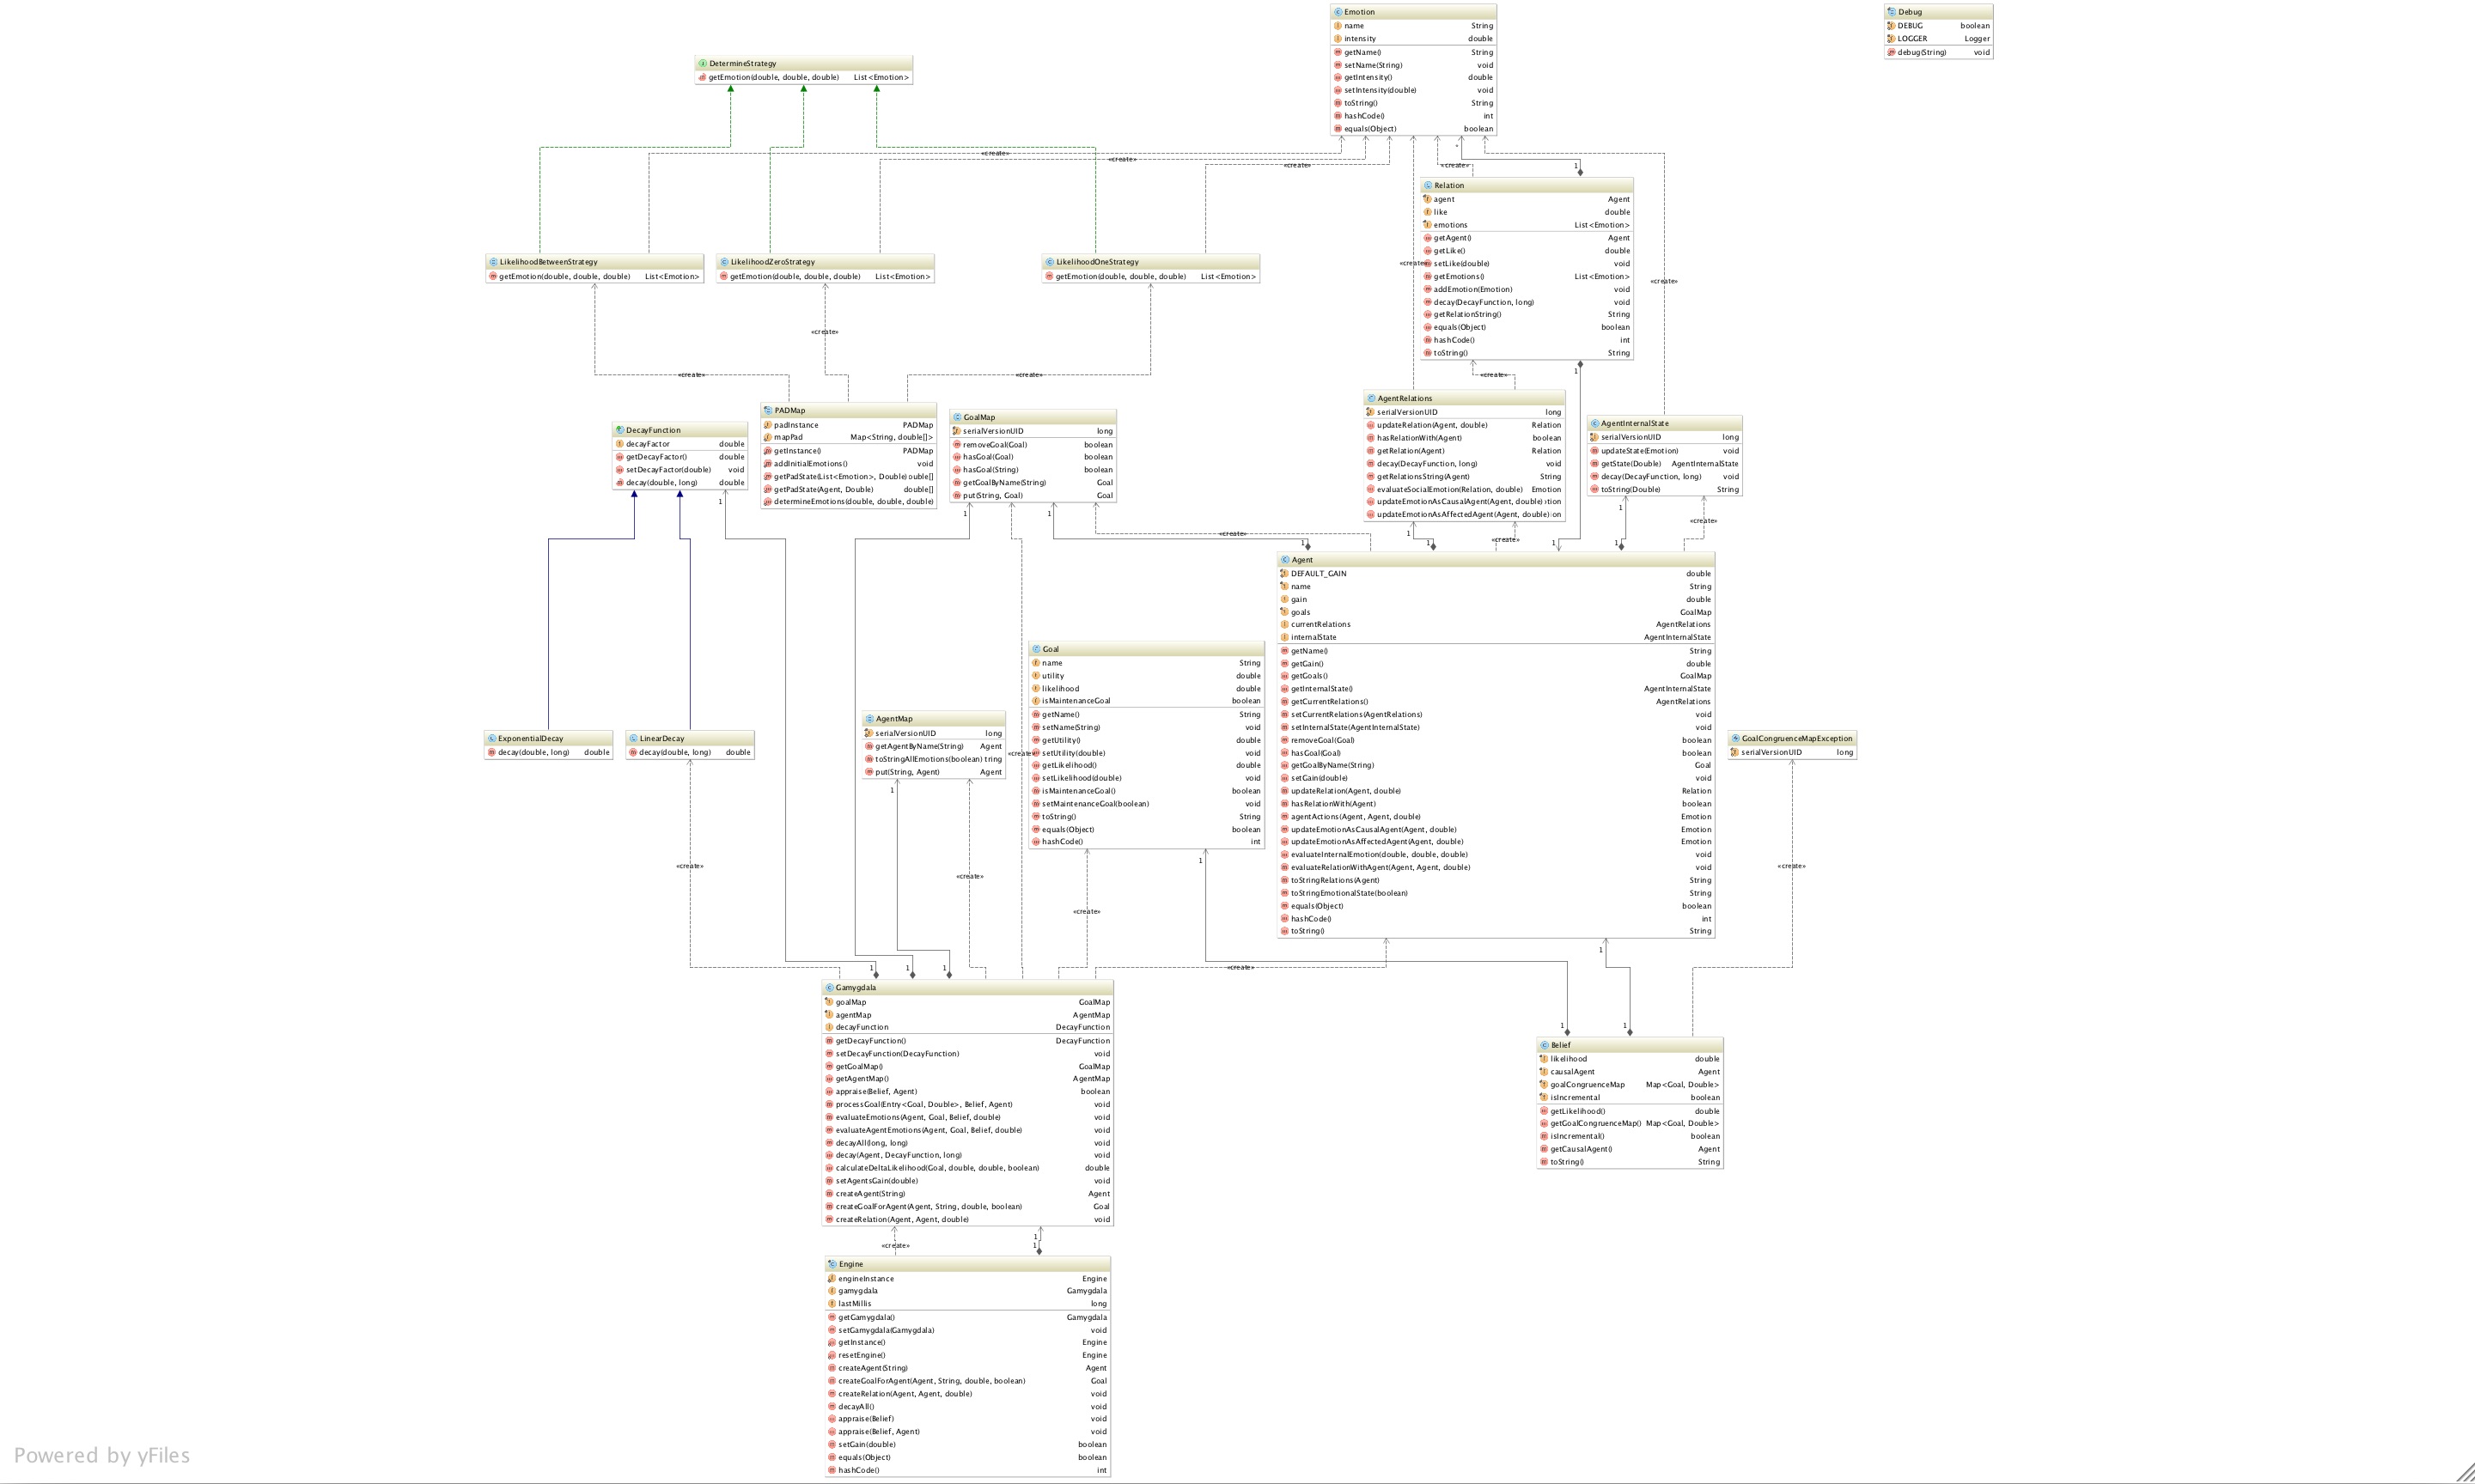 Emotion
name String
intensity double
getName() String
setName(String) void
getIntensity() double
setIntensity(double) void
toString() String
hashCode() int
equals(Object) boolean
Debug
DEBUG boolean
LOGGER Logger
debug(String) void
DetermineStrategy
getEmotion(double, double, double) List<Emotion>
«create»
«create»
«create»
«create»
*
1
Relation
agent Agent
like double
emotions List<Emotion>
getAgent() Agent
getLike() double
setLike(double) void
getEmotions() List<Emotion>
addEmotion(Emotion) void
decay(DecayFunction, long) void
getRelationString() String
equals(Object) boolean
hashCode() int
toString() String
«create»
«create»
LikelihoodBetweenStrategy
getEmotion(double, double, double) List<Emotion>
LikelihoodZeroStrategy
getEmotion(double, double, double) List<Emotion>
LikelihoodOneStrategy
getEmotion(double, double, double) List<Emotion>
«create»
«create»
«create»
«create»
1
DecayFunction
decayFactor double
getDecayFactor() double
setDecayFactor(double) void
decay(double, long) double
1
PADMap
padInstance PADMap
mapPad Map<String, double[]>
getInstance() PADMap
addInitialEmotions() void
getPadState(List<Emotion>, Double) ouble[]
getPadState(Agent, Double) double[]
determineEmotions(double, double, double)
GoalMap
serialVersionUID long
removeGoal(Goal) boolean
hasGoal(Goal) boolean
hasGoal(String) boolean
getGoalByName(String) Goal
put(String, Goal) Goal
1
1
«create»
1
AgentRelations
serialVersionUID long
updateRelation(Agent, double) Relation
hasRelationWith(Agent) boolean
getRelation(Agent) Relation
decay(DecayFunction, long) void
getRelationsString(Agent) String
evaluateSocialEmotion(Relation, double) Emotion
updateEmotionAsCausalAgent(Agent, double) tion
updateEmotionAsAffectedAgent(Agent, double) on
AgentInternalState
serialVersionUID long
updateState(Emotion) void
getState(Double) AgentInternalState
decay(DecayFunction, long) void
toString(Double) String
1
1
«create»
1
1
«create»
Agent
DEFAULT_GAIN double
name String
gain double
goals GoalMap
currentRelations AgentRelations
internalState AgentInternalState
getName() String
getGain() double
getGoals() GoalMap
getInternalState() AgentInternalState
getCurrentRelations() AgentRelations
setCurrentRelations(AgentRelations) void
setInternalState(AgentInternalState) void
removeGoal(Goal) boolean
hasGoal(Goal) boolean
getGoalByName(String) Goal
setGain(double) void
updateRelation(Agent, double) Relation
hasRelationWith(Agent) boolean
agentActions(Agent, Agent, double) Emotion
updateEmotionAsCausalAgent(Agent, double) Emotion
updateEmotionAsAffectedAgent(Agent, double) Emotion
evaluateInternalEmotion(double, double, double) void
evaluateRelationWithAgent(Agent, Agent, double) void
toStringRelations(Agent) String
toStringEmotionalState(boolean) String
equals(Object) boolean
hashCode() int
toString() String
Goal
name String
utility double
likelihood double
isMaintenanceGoal boolean
getName() String
setName(String) void
getUtility() double
setUtility(double) void
getLikelihood() double
setLikelihood(double) void
isMaintenanceGoal() boolean
setMaintenanceGoal(boolean) void
toString() String
equals(Object) boolean
hashCode() int
ExponentialDecay
decay(double, long) double
LinearDecay
decay(double, long) double
AgentMap
serialVersionUID long
getAgentByName(String) Agent
toStringAllEmotions(boolean) tring
put(String, Agent) Agent
«create»
GoalCongruenceMapException
serialVersionUID long
1
1
1
«create»
«create»
«create»
«create»
«create»
1
1
1
Gamygdala
goalMap GoalMap
agentMap AgentMap
decayFunction DecayFunction
getDecayFunction() DecayFunction
setDecayFunction(DecayFunction) void
getGoalMap() GoalMap
getAgentMap() AgentMap
appraise(Belief, Agent) boolean
processGoal(Entry<Goal, Double>, Belief, Agent) void
evaluateEmotions(Agent, Goal, Belief, double) void
evaluateAgentEmotions(Agent, Goal, Belief, double) void
decayAll(long, long) void
decay(Agent, DecayFunction, long) void
calculateDeltaLikelihood(Goal, double, double, boolean) double
setAgentsGain(double) void
createAgent(String) Agent
createGoalForAgent(Agent, String, double, boolean) Goal
createRelation(Agent, Agent, double) void
1
1
Belief
likelihood double
causalAgent Agent
goalCongruenceMap Map<Goal, Double>
isIncremental boolean
getLikelihood() double
getGoalCongruenceMap() Map<Goal, Double>
isIncremental() boolean
getCausalAgent() Agent
toString() String
«create»
1
1
Engine
engineInstance Engine
gamygdala Gamygdala
lastMillis long
getGamygdala() Gamygdala
setGamygdala(Gamygdala) void
getInstance() Engine
resetEngine() Engine
createAgent(String) Agent
createGoalForAgent(Agent, String, double, boolean) Goal
createRelation(Agent, Agent, double) void
decayAll() void
appraise(Belief) void
appraise(Belief, Agent) void
setGain(double) boolean
equals(Object) boolean
hashCode() int
Powered by yFiles